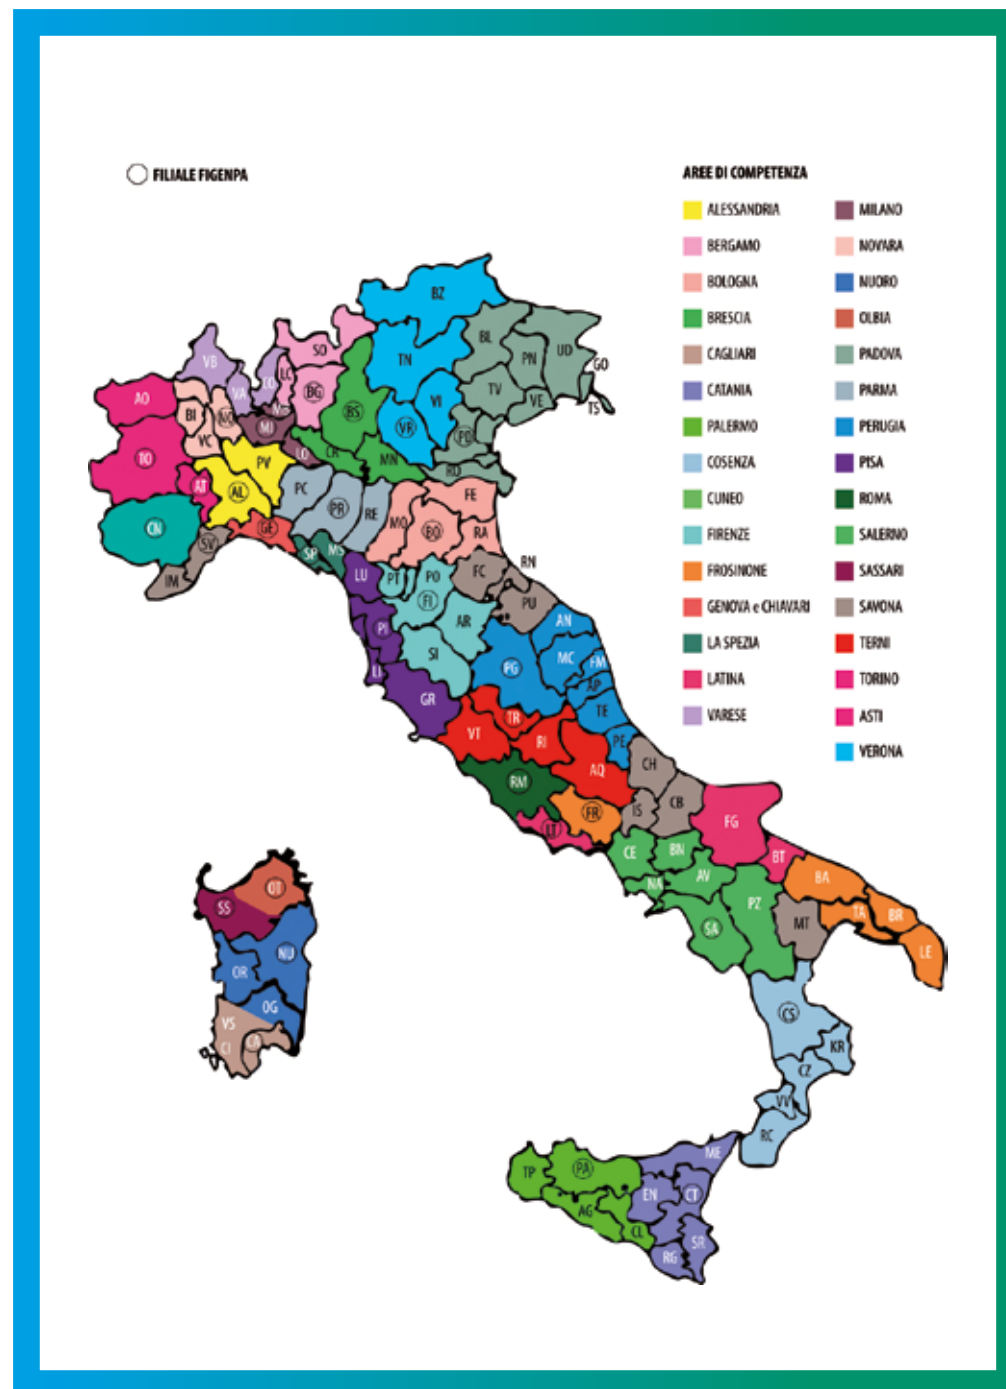 FILIALE FIGENPA
AREE DI COMPETENZA
ALESSANDRIA
BERGAMO
BOLOGNA
BRESCIA
CAGLIARI
CATANIA
PALERMO
COSENZA
CUNEO
FIRENZE
FROSINONE
GENOVA e CHIAVARI
LA SPEZIA
LATINA
VARESE
MILANO
NOVARA
NUORO
OLBIA
PADOVA
PARMA
PERUGIA
PISA
ROMA
SALERNO
SASSARI
SAVONA
TERNI
TORINO
ASTI
VERONA
BZ
SO
BL
UD
VB
TN
PN
GO
LC
CO
VA
BG
TV
AO
VI
VE
TS
BI
NO
BS
MI
VR
PD
VC
TO
PV
LO
CR
MN
RO
AT
AL
PC
FE
PR
RE
MO
BO
RA
CN
GE
SV
SP
MS
IM
LU
PT
PO
FC
RN
FI
PU
PI
AR
AN
SI
MC
FM
LI
PG
AP
GR
TE
TR
VT
RI
PE
AQ
CH
RM
FR
IS
CB
LT
FG
CE
BN
BT
NA
AV
BA
PZ
OT
SS
SA
MT
TA
BR
LE
NU
OR
OG
VS
CI
CA
CS
KR
CZ
VV
RC
ME
TP
PA
EN
CT
AG
CL
SR
RG